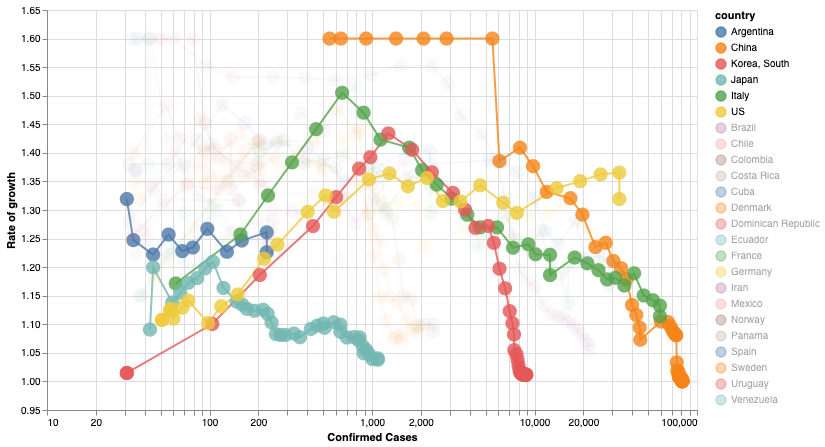 1.65
1.60
1.55
1.50
1.45
1.40
1.35
1.30
1.25
1.20
1.15
1.10
1.05
1.00
0.95
Rate of growth
10 20 100 200 1,000 2,000 10,000 20,000 100,000
Confirmed Cases
country
Argentina
China
Korea, South
Japan
Italy
US
Brazil
Chile
Colombia
Costa Rica
Cuba
Denmark
Dominican Republic
Ecuador
France
Germany
Iran
Mexico
Norway
Panama
Spain
Sweden
Uruguay
Venezuela